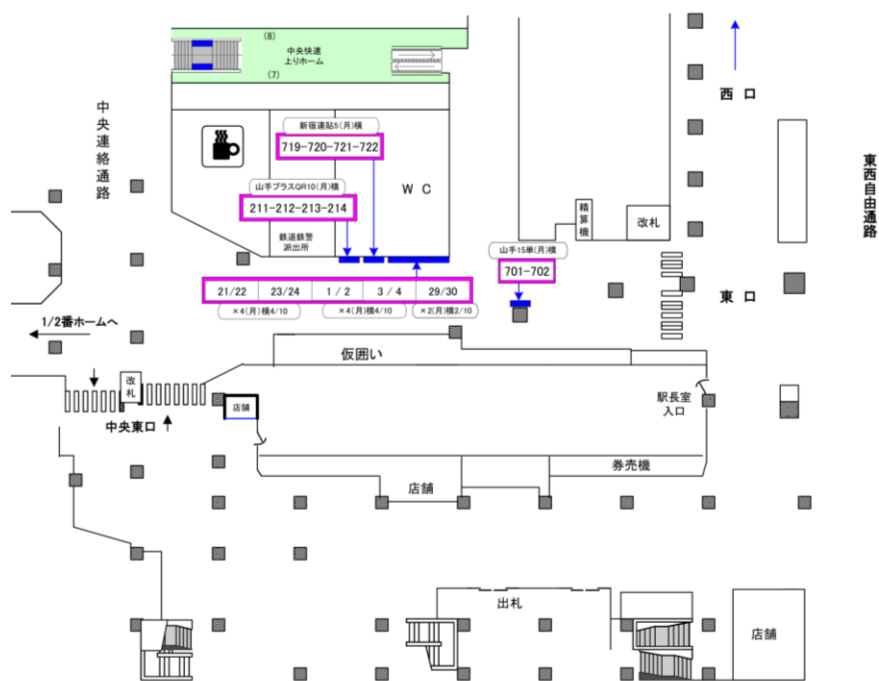 (8)
中央快速
上りホーム
(7)
中央連絡通路
新宿連貼5(月)横
719-720-721-722
山手プラスQR10(月)横
211-212-213-214
WC
鉄道鉄警
派出所
21/22
23/24
1/2
3/4
29/30
×4(月)横4/10
×4(月)横4/10
×2(月)横2/10
山手15単(月)横
701-702
精算機
改札
西口
東西自由通路
東口
1/2番ホームへ
仮囲い
改札
店舗
中央東口
駅長室
入口
券売機
店舗
出札
店舗